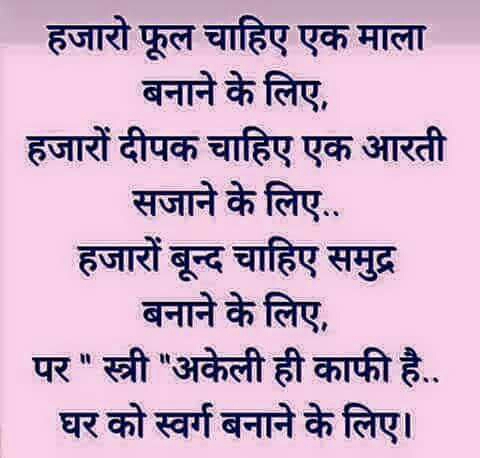 हजारो फूल चाहिए एक माला
बनाने के लिए,
हजारों दीपक चाहिए एक आरती
सजाने के लिए..
हजारों बून्द चाहिए समुद्र
बनाने के लिए,
पर " स्त्री "अकेली ही काफी है..
घर को स्वर्ग बनाने के लिए।